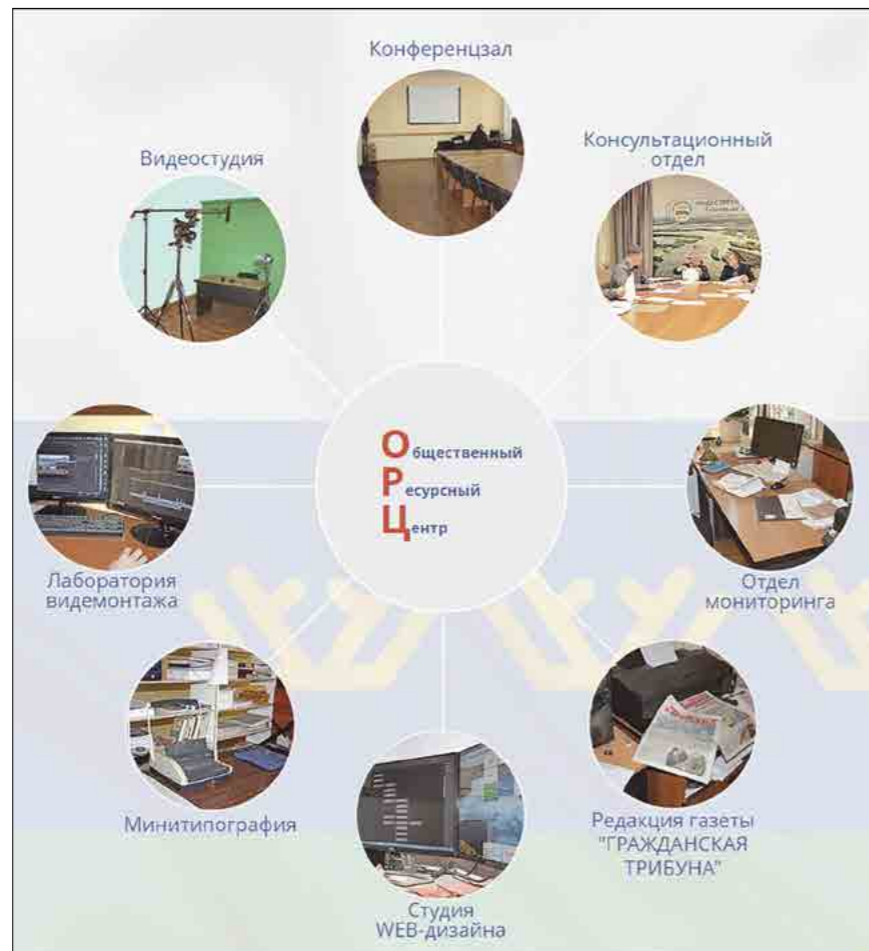 Конференцзал
Консультационный
отдел
Видеостудия
Общественный
Ресурсный
Центр
Лаборатория
видемонтажа
Отдел
мониторинга
Минитипография
Редакция газеты
"ГРАЖДАНСКАЯ
ТРИБУНА"
Студия
WEB-дизайна